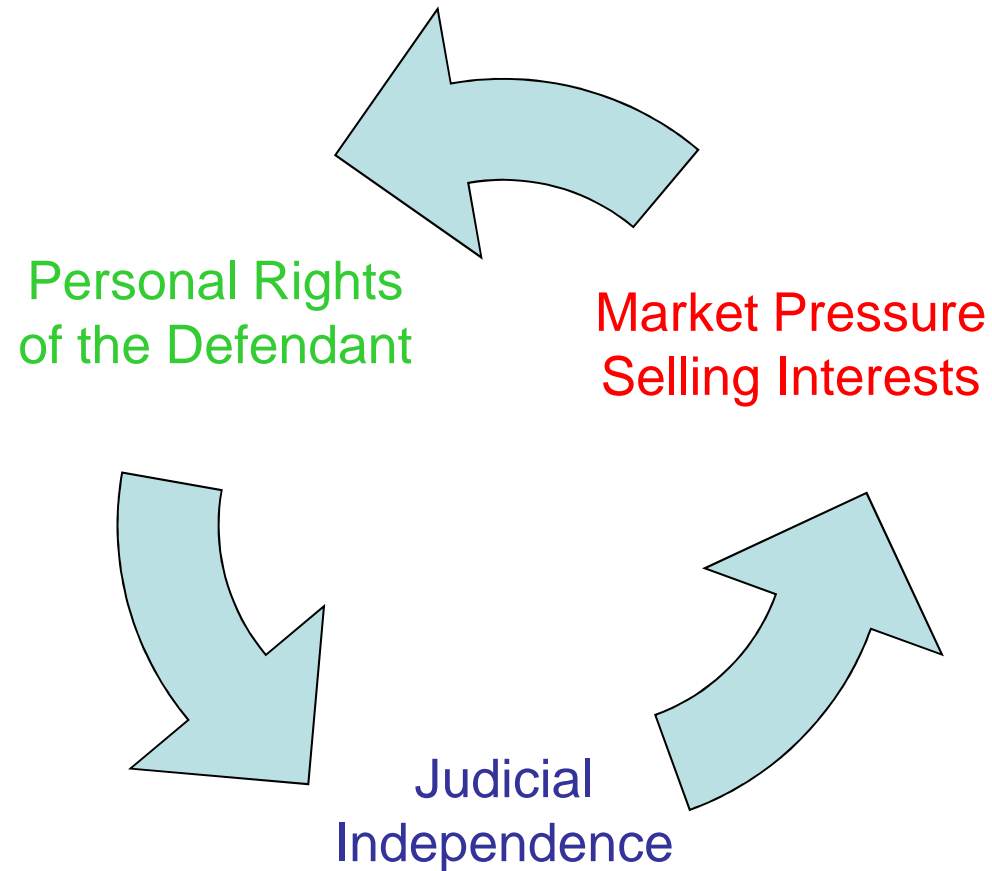 Personal Rights
of the Defendant
Market Pressure
Selling Interests
Judicial
Independence